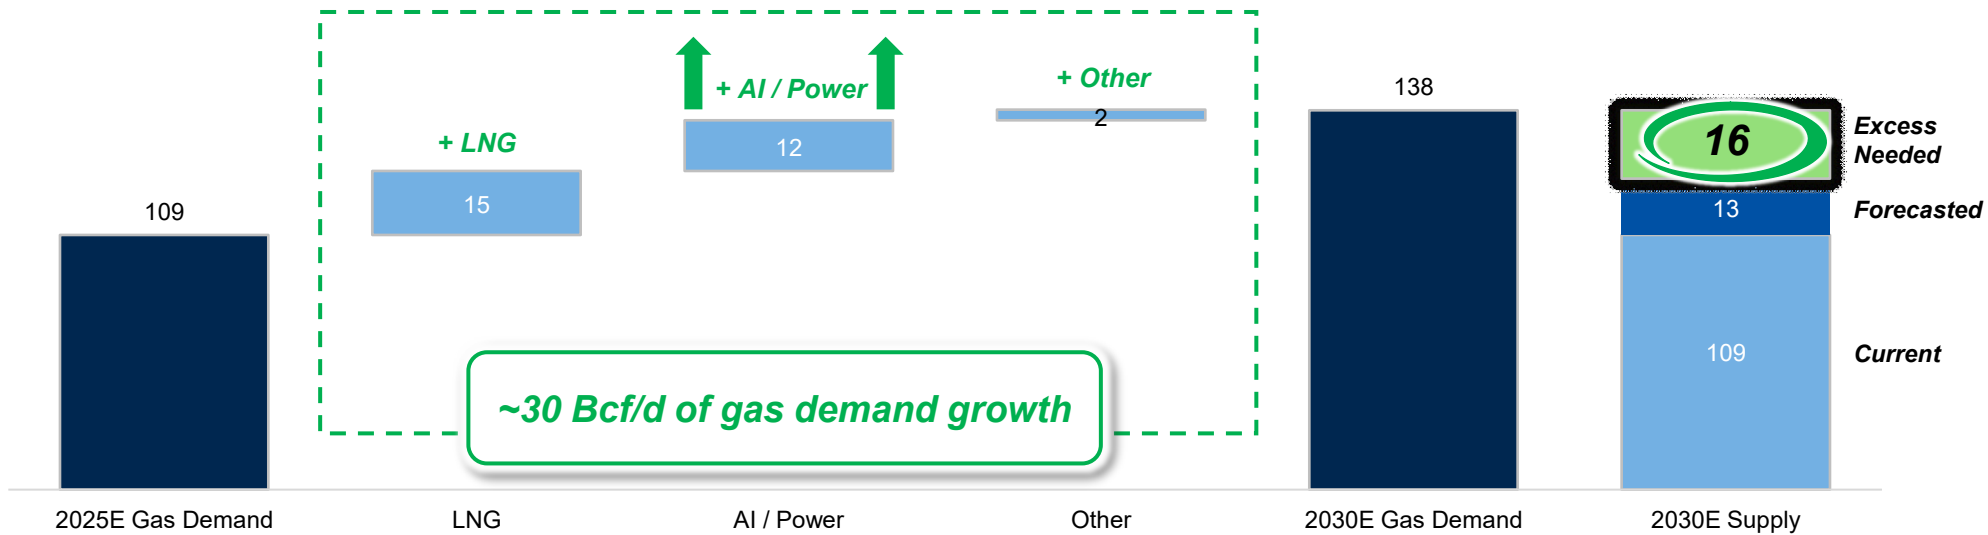 109
+ LNG
15
+ AI / Power
12
+ Other
2
138
16
Excess
Needed
13
Forecasted
109
Current
~30 Bcf/d of gas demand growth
2025E Gas Demand
LNG
AI / Power
Other
2030E Gas Demand
2030E Supply